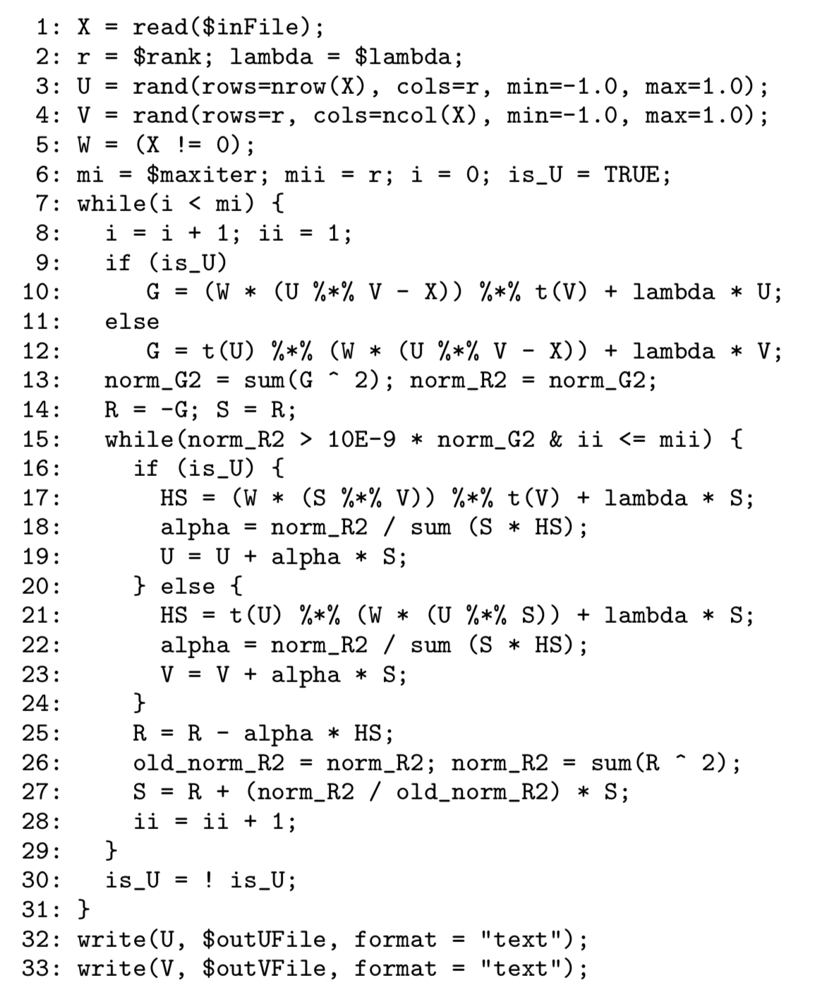 1: X = read($inFile);
2: r = $rank; lambda = $lambda;
3: U = rand(rows=nrow(X), cols=r, min=-1.0, max=1.0);
4: V = rand(rows=r, cols=ncol(X), min=-1.0, max=1.0);
5: W = (X != 0);
6: mi = $maxiter; mii = r; i = 0; is_U = TRUE;
7: while(i < mi) {
8:   i = i + 1; ii = 1;
9:   if (is_U)
10:      G = (W * (U %*% V - X)) %*% t(V) + lambda * U;
11:   else
12:      G = t(U) %*% (W * (U %*% V - X)) + lambda * V;
13:   norm_G2 = sum(G ^ 2); norm_R2 = norm_G2;
14:   R = -G; S = R;
15:   while(norm_R2 > 10E-9 * norm_G2 & ii <= mii) {
16:     if (is_U) {
17:       HS = (W * (S %*% V)) %*% t(V) + lambda * S;
18:       alpha = norm_R2 / sum (S * HS);
19:       U = U + alpha * S;
20:     } else {
21:       HS = t(U) %*% (W * (U %*% S)) + lambda * S;
22:       alpha = norm_R2 / sum (S * HS);
23:       V = V + alpha * S;
24:     }
25:     R = R - alpha * HS;
26:     old_norm_R2 = norm_R2; norm_R2 = sum(R ^ 2);
27:     S = R + (norm_R2 / old_norm_R2) * S;
28:     ii = ii + 1;
29:   }
30:   is_U = ! is_U;
31: }
32: write(U, $outUFile, format = "text");
33: write(V, $outVFile, format = "text");